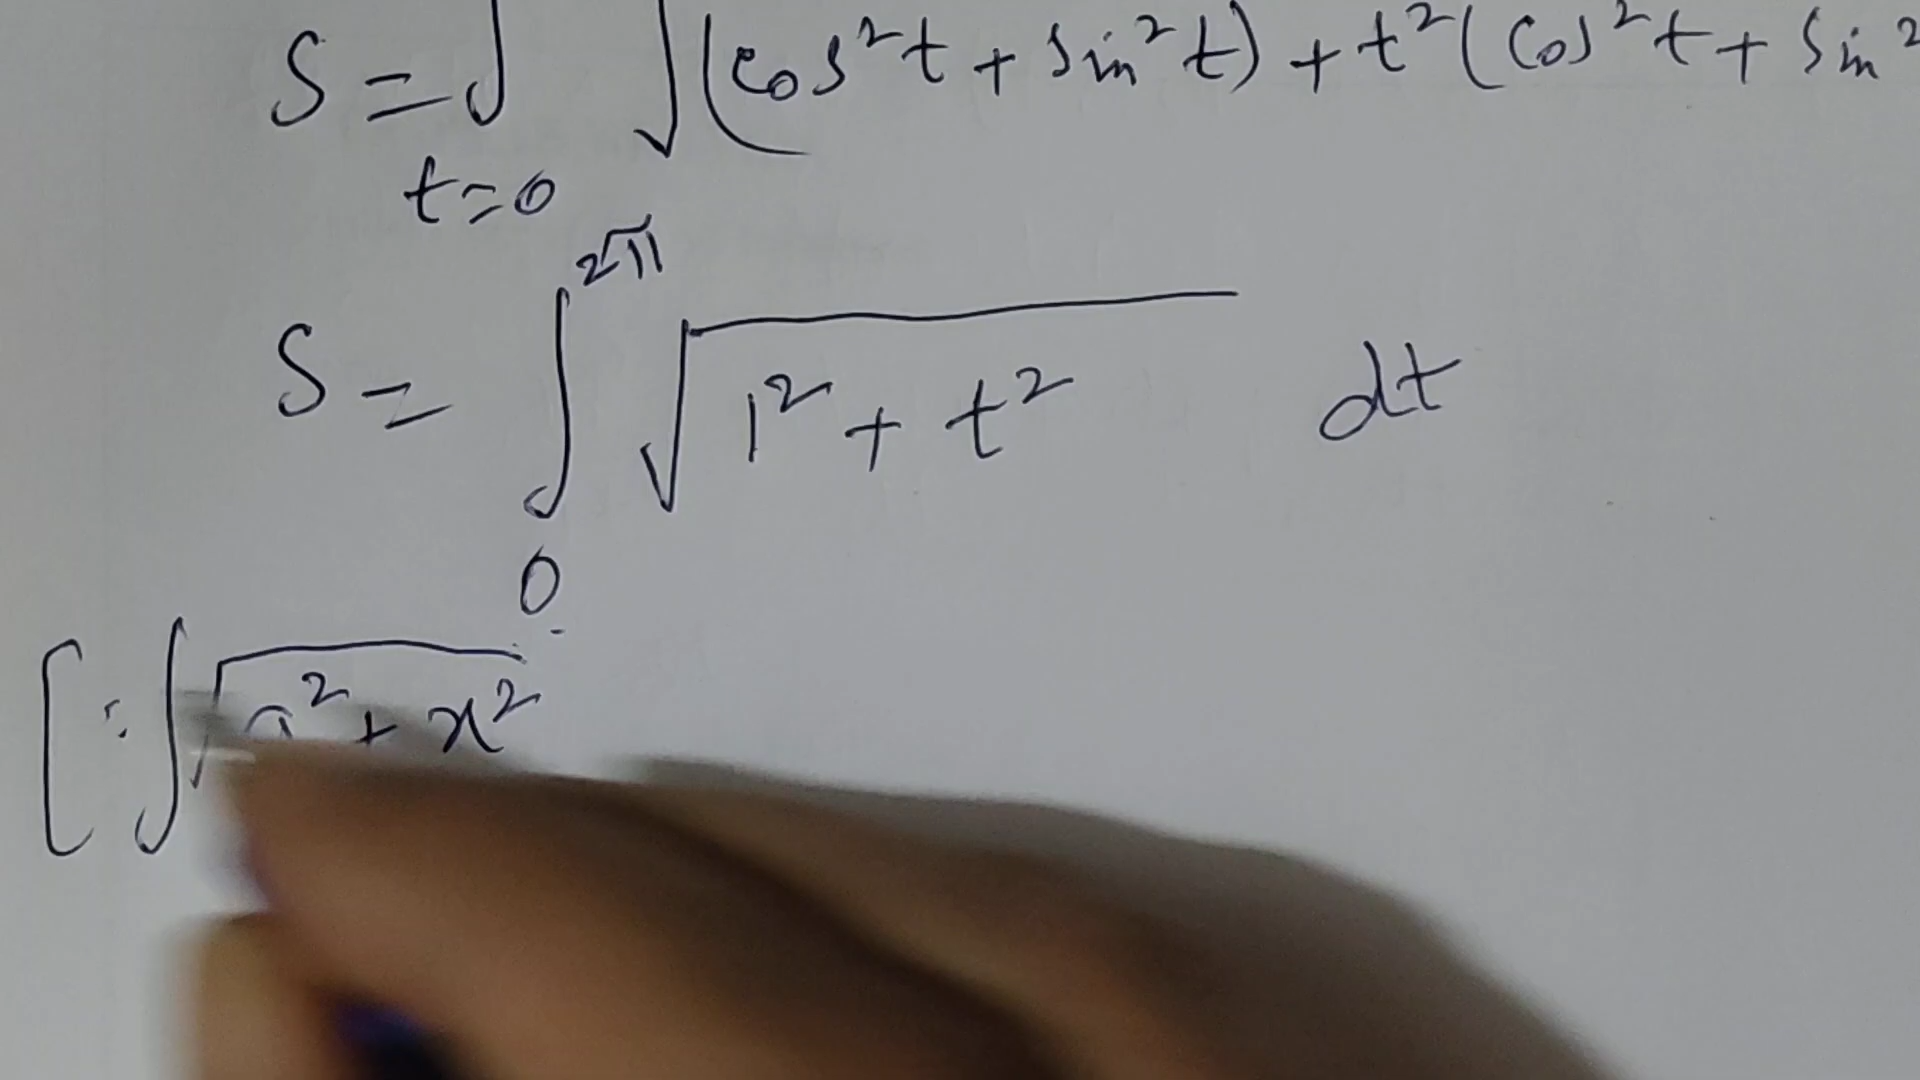 S = ∫ √(cos²t + sin²t) + t²(cos²t + sin²
t=0
2π
S = ∫ √1² + t² dt
0
[∵ ∫ √a² + x²